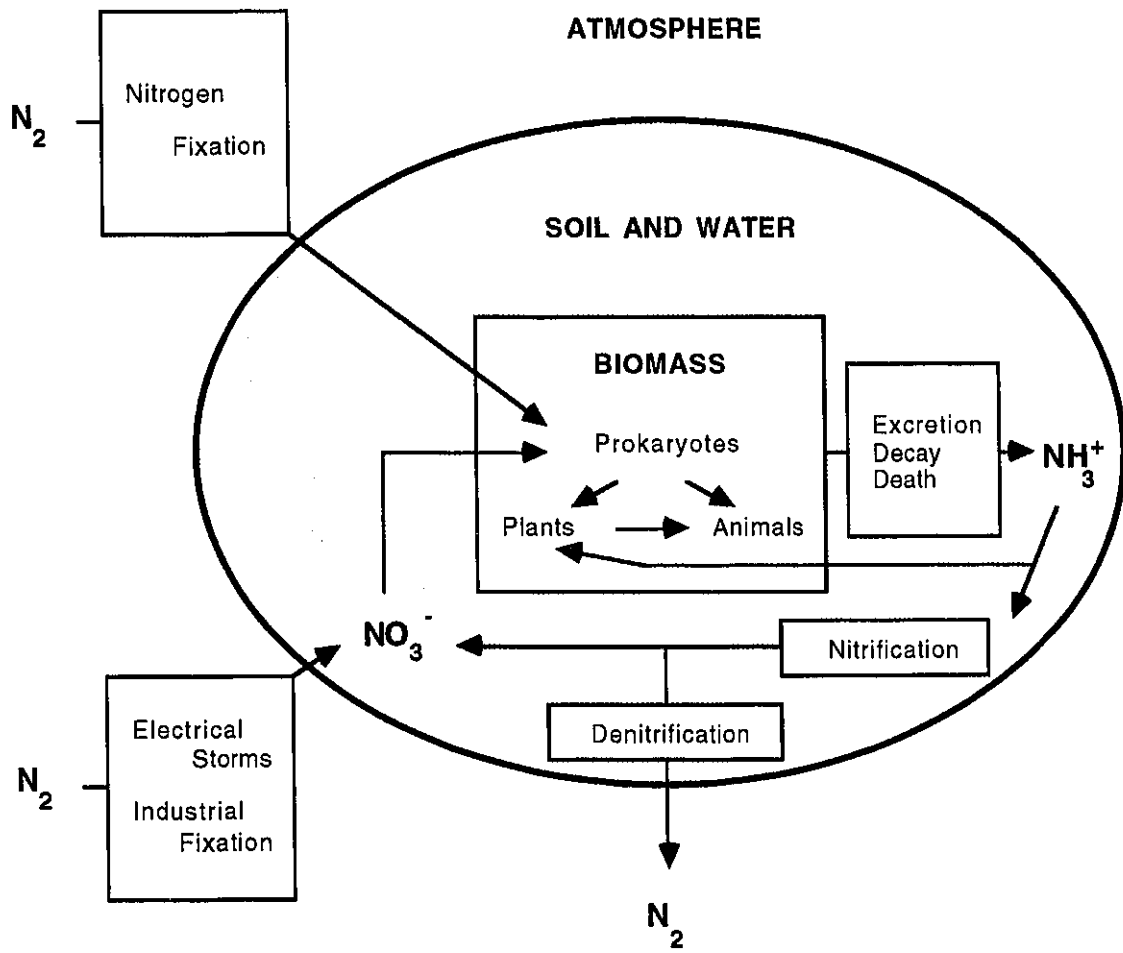 ATMOSPHERE
N₂
Nitrogen
Fixation
SOIL AND WATER
BIOMASS
Prokaryotes
Plants
Animals
Excretion
Decay
Death
NH₃⁺
NO₃⁻
Nitrification
Denitrification
Electrical
Storms
N₂
Industrial
Fixation
N₂